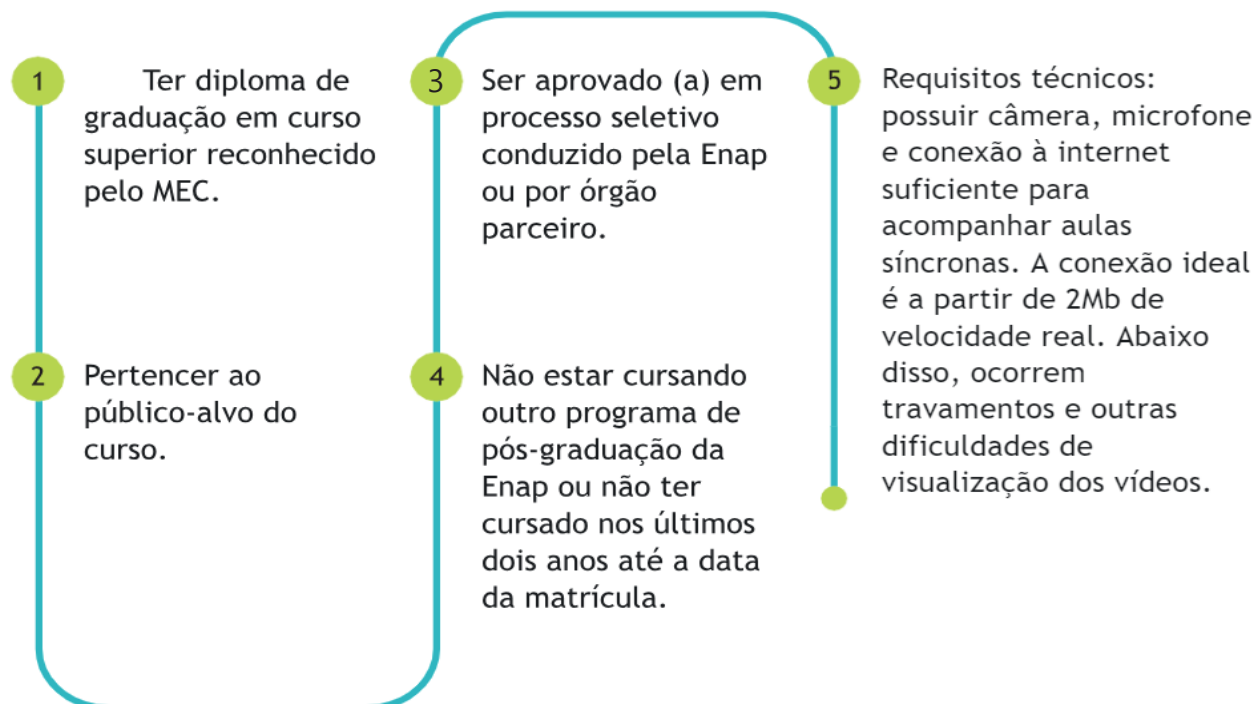 1
Ter diploma de
graduação em curso
superior reconhecido
pelo MEC.
2
Pertencer ao
público-alvo do
curso.
3
Ser aprovado (a) em
processo seletivo
conduzido pela Enap
ou por órgão
parceiro.
4
Não estar cursando
outro programa de
pós-graduação da
Enap ou não ter
cursado nos últimos
dois anos até a data
da matrícula.
5
Requisitos técnicos:
possuir câmera, microfone
e conexão à internet
suficiente para
acompanhar aulas
síncronas. A conexão ideal
é a partir de 2Mb de
velocidade real. Abaixo
disso, ocorrem
travamentos e outras
dificuldades de
visualização dos vídeos.